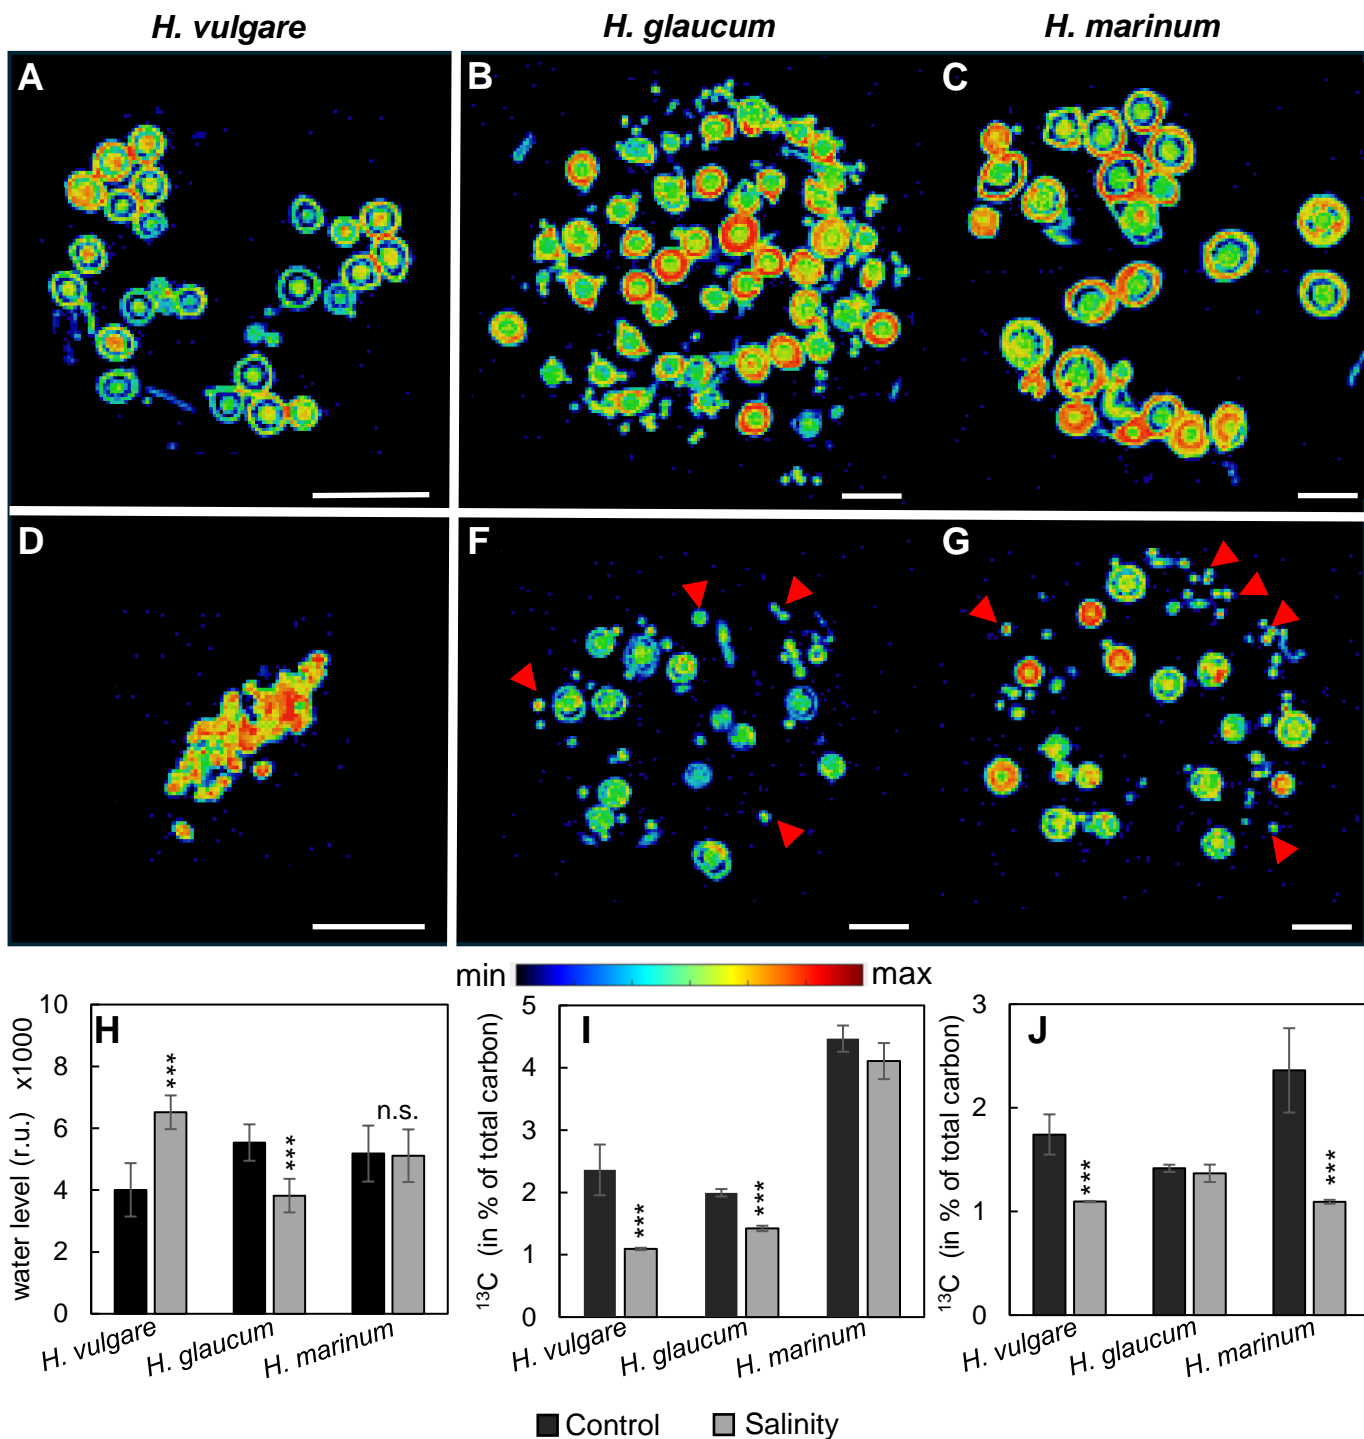 H. vulgare H. glaucum H. marinum
A B C
D F G
min max
H I J
water level (r.u.) x1000
10
8
6
4
2
0
***
***
n.s.
H. vulgare H. glaucum H. marinum
13C (in % of total carbon)
5
4
3
2
1
0
***
***
H. vulgare H. glaucum H. marinum
13C (in % of total carbon)
3
2
1
0
***
***
H. vulgare H. glaucum H. marinum
Control Salinity